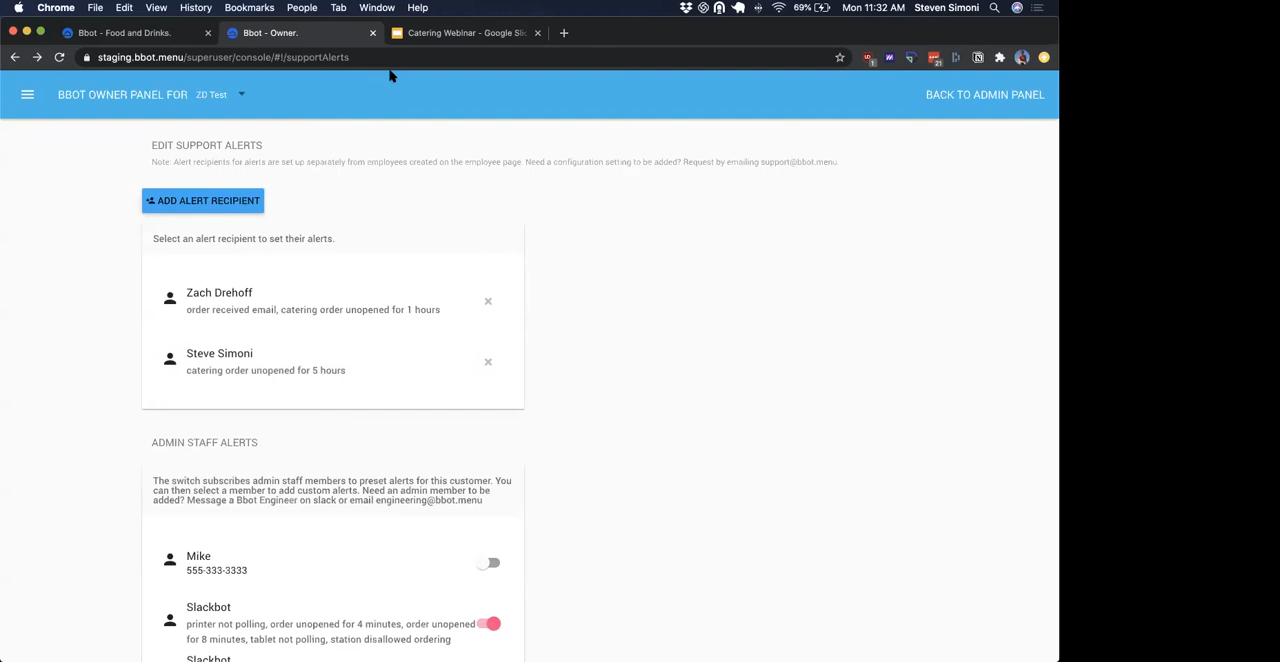 Chrome File Edit View History Bookmarks People Tab Window Help 69% Mon 11:32 AM Steven Simoni
Bbot - Food and Drinks. Bbot - Owner. Catering Webinar - Google Slic
staging.bbot.menu/superuser/console/#!/supportAlerts
BBOT OWNER PANEL FOR ZD Test BACK TO ADMIN PANEL
EDIT SUPPORT ALERTS
Note: Alert recipients for alerts are set up separately from employees created on the employee page. Need a configuration setting to be added? Request by emailing support@bbot.menu.
ADD ALERT RECIPIENT
Select an alert recipient to set their alerts.
Zach Drehoff
order received email, catering order unopened for 1 hours
Steve Simoni
catering order unopened for 5 hours
ADMIN STAFF ALERTS
The switch subscribes admin staff members to preset alerts for this customer. You
can then select a member to add custom alerts. Need an admin member to be
added? Message a Bbot Engineer on slack or email engineering@bbot.menu
Mike
555-333-3333
Slackbot
printer not polling, order unopened for 4 minutes, order unopened
for 8 minutes, tablet not polling, station disallowed ordering
Slackbot